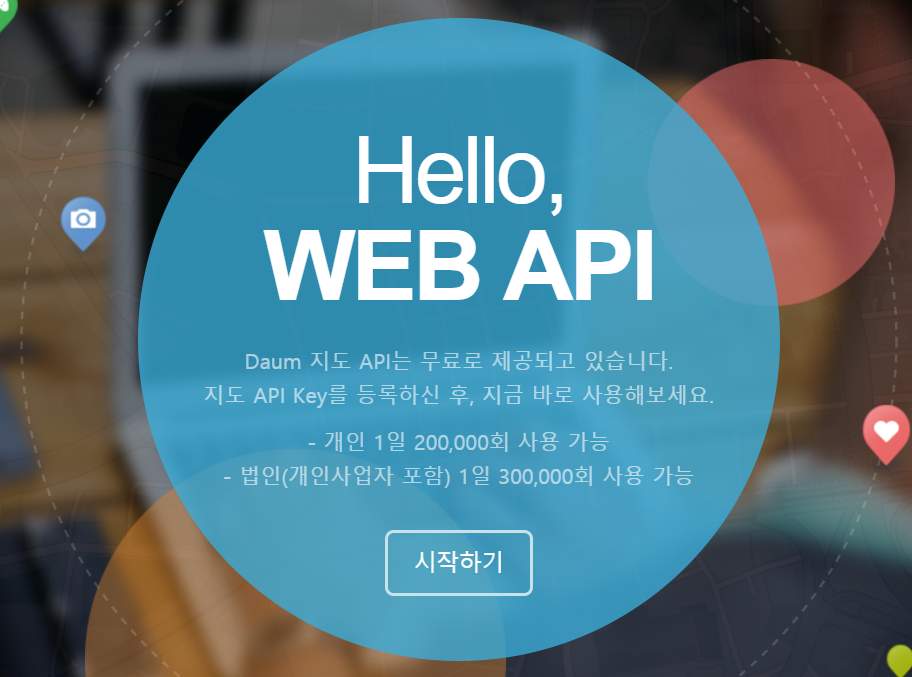 Hello,
WEB API
Daum 지도 API는 무료로 제공되고 있습니다.
지도 API Key를 등록하신 후, 지금 바로 사용해보세요.
- 개인 1일 200,000회 사용 가능
- 법인(개인사업자 포함) 1일 300,000회 사용 가능
시작하기